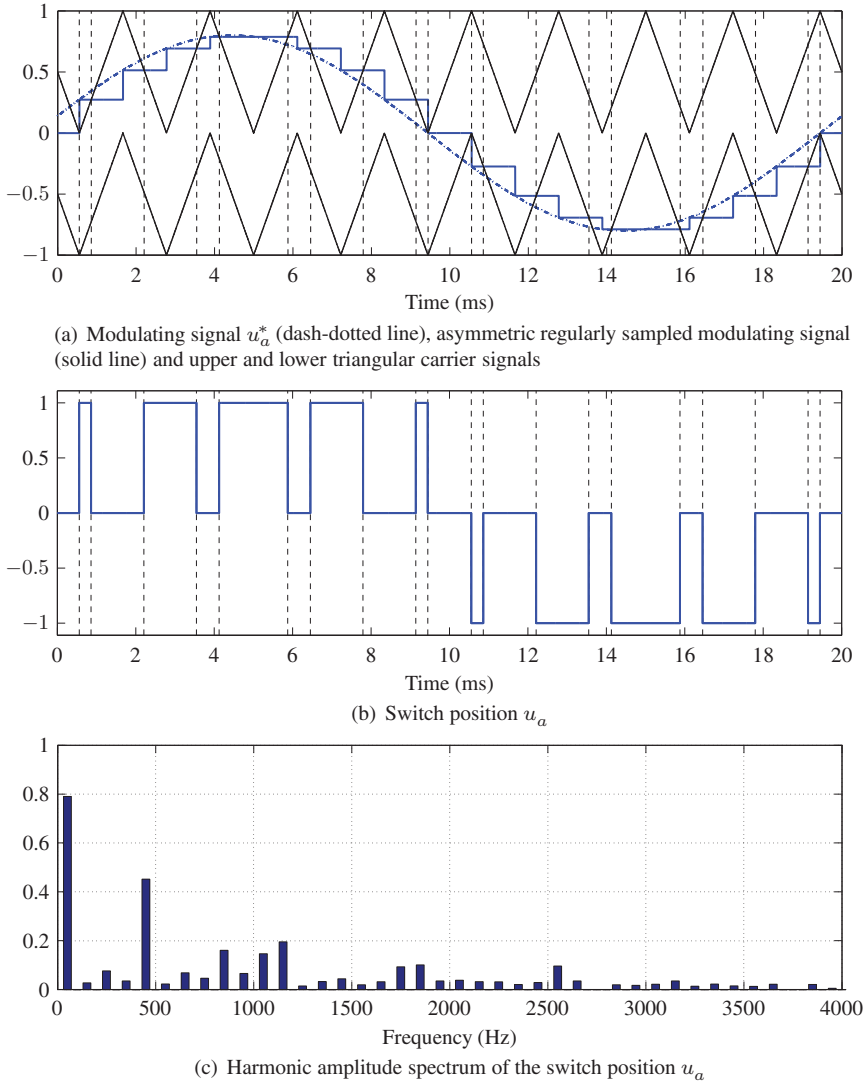 1
0.5
0
−0.5
−1
0 2 4 6 8 10 12 14 16 18 20
Time (ms)
(a) Modulating signal u*a (dash-dotted line), asymmetric regularly sampled modulating signal
(solid line) and upper and lower triangular carrier signals
1
0.5
0
−0.5
−1
0 2 4 6 8 10 12 14 16 18 20
Time (ms)
(b) Switch position ua
1
0.8
0.6
0.4
0.2
0
0 500 1000 1500 2000 2500 3000 3500 4000
Frequency (Hz)
(c) Harmonic amplitude spectrum of the switch position ua